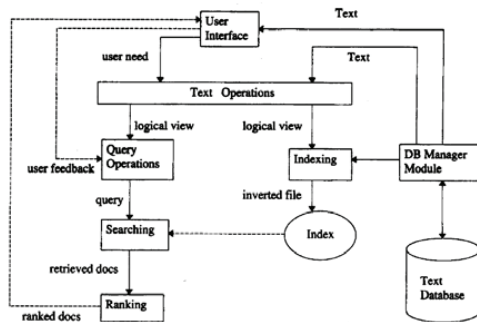 User
Interface
Text
user need
Text
Text Operations
logical view
logical view
user feedback
Query
Operations
Indexing
DB Manager
Module
query
inverted file
Searching
Index
retrieved docs
Text
Database
Ranking
ranked docs